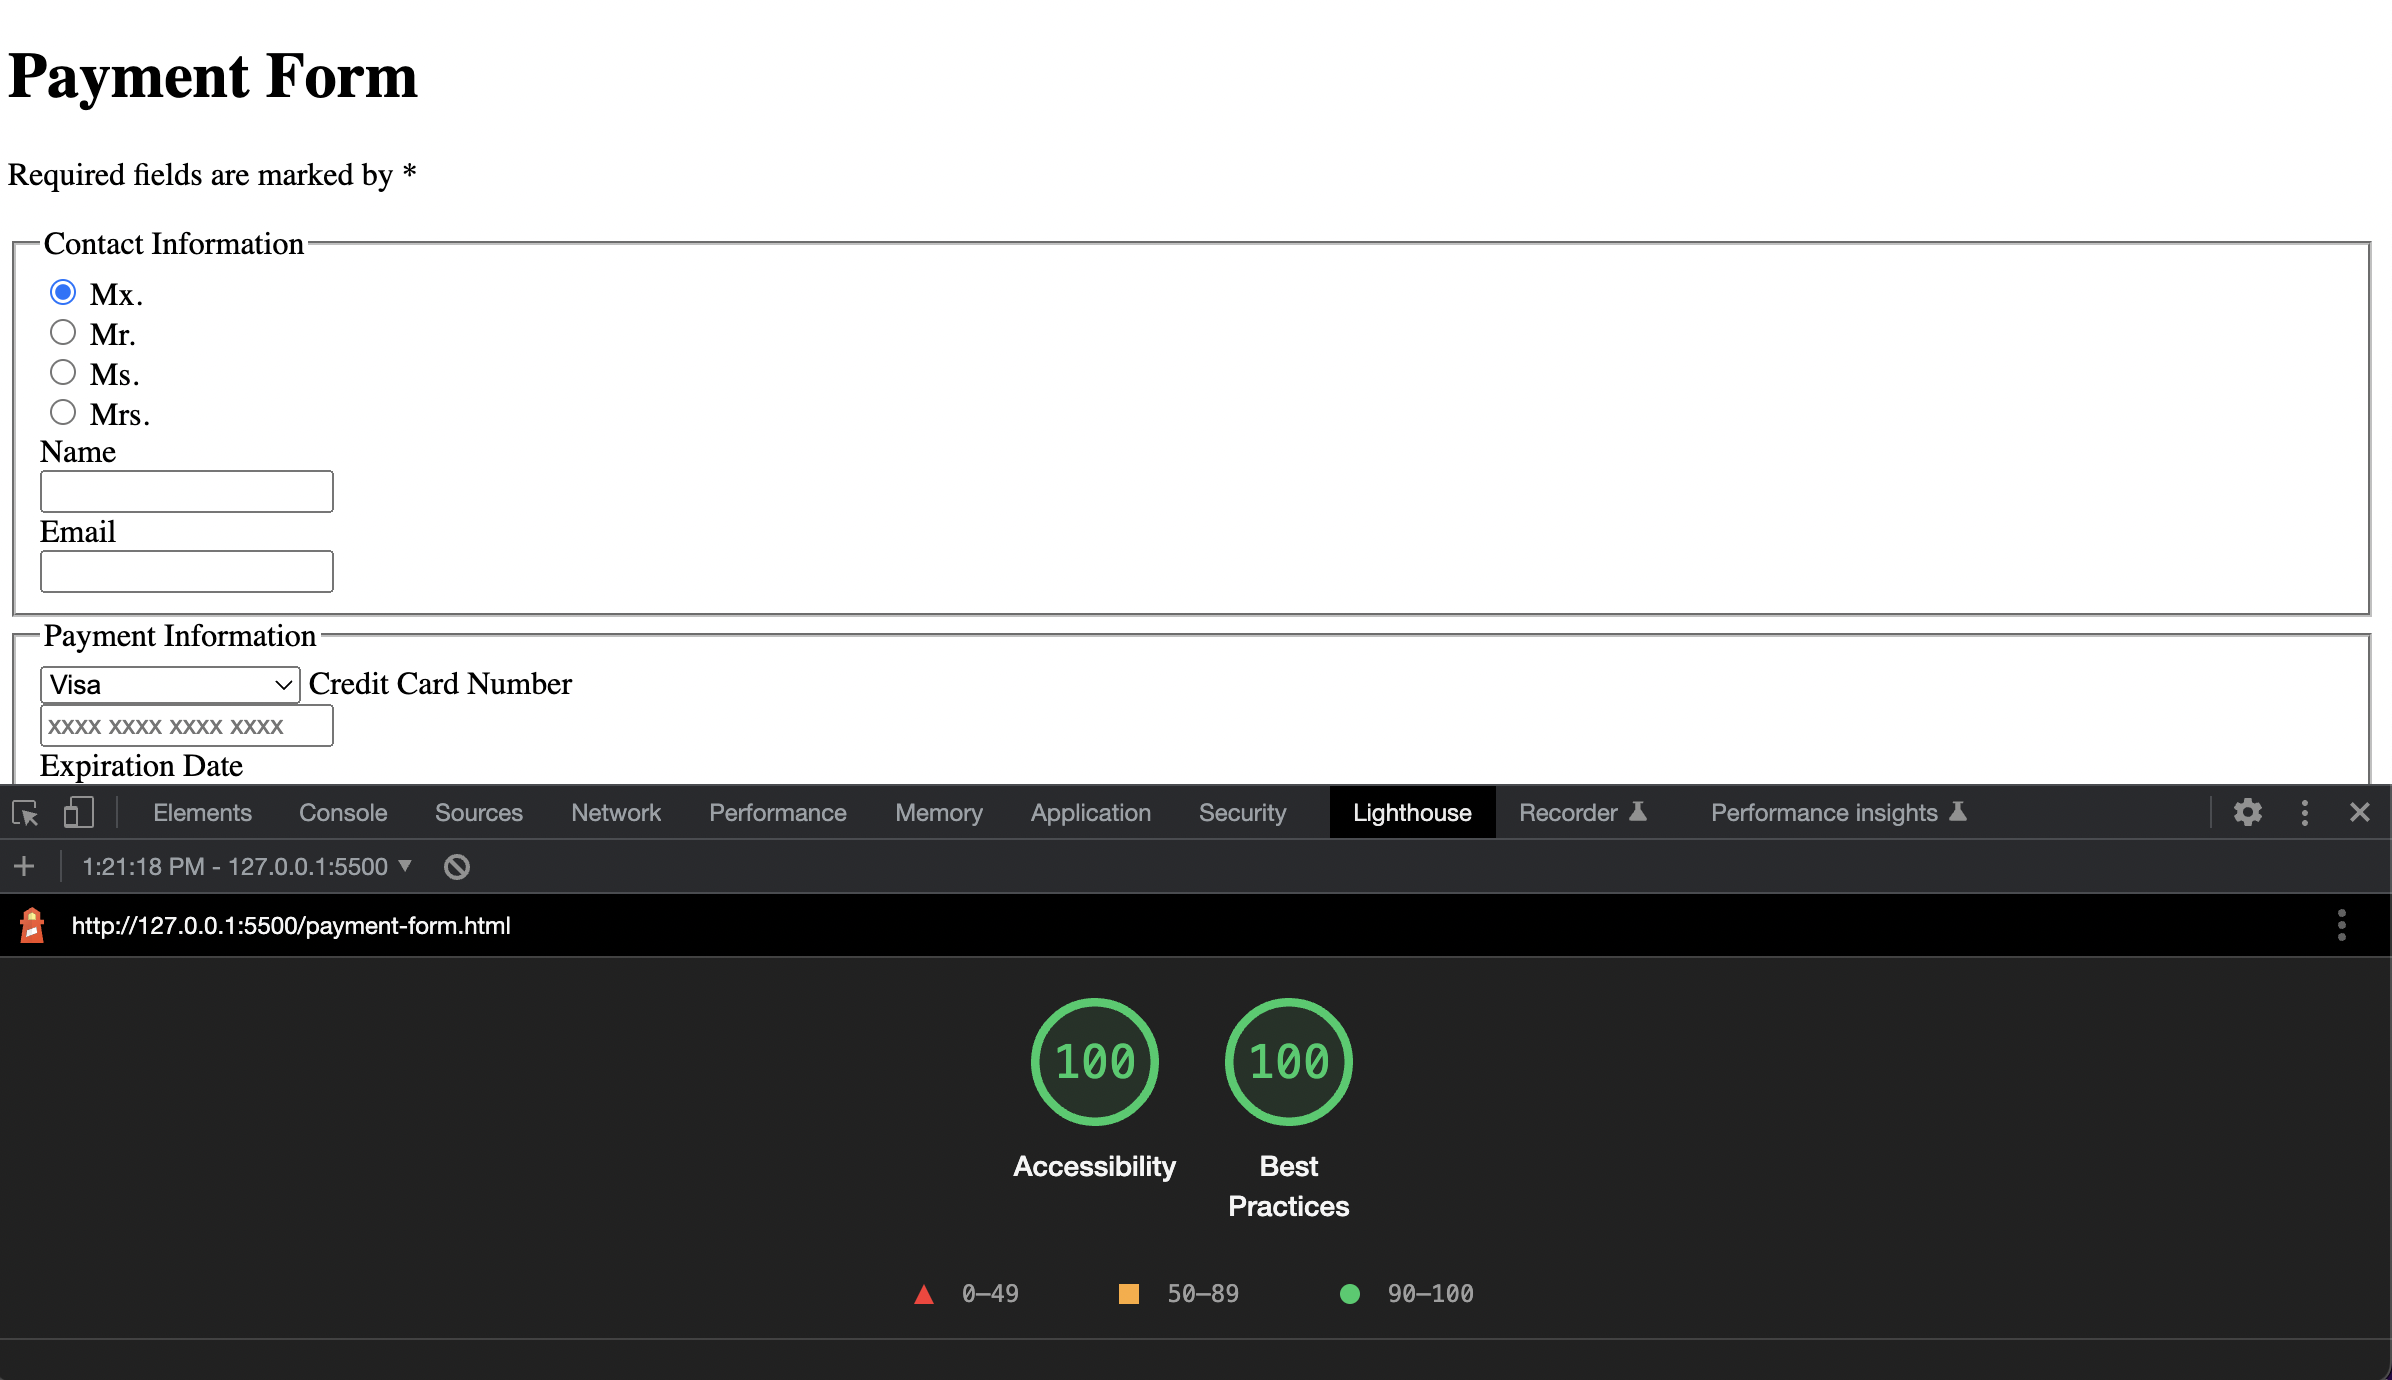 Payment Form
Required fields are marked by *
Contact Information
Mx.
Mr.
Ms.
Mrs.
Name
Email
Payment Information
Visa Credit Card Number
xxxx xxxx xxxx xxxx
Expiration Date
Elements Console Sources Network Performance Memory Application Security Lighthouse Recorder Performance insights
1:21:18 PM - 127.0.0.1:5500
http://127.0.0.1:5500/payment-form.html
100 100
Accessibility Best
Practices
0–49 50–89 90–100